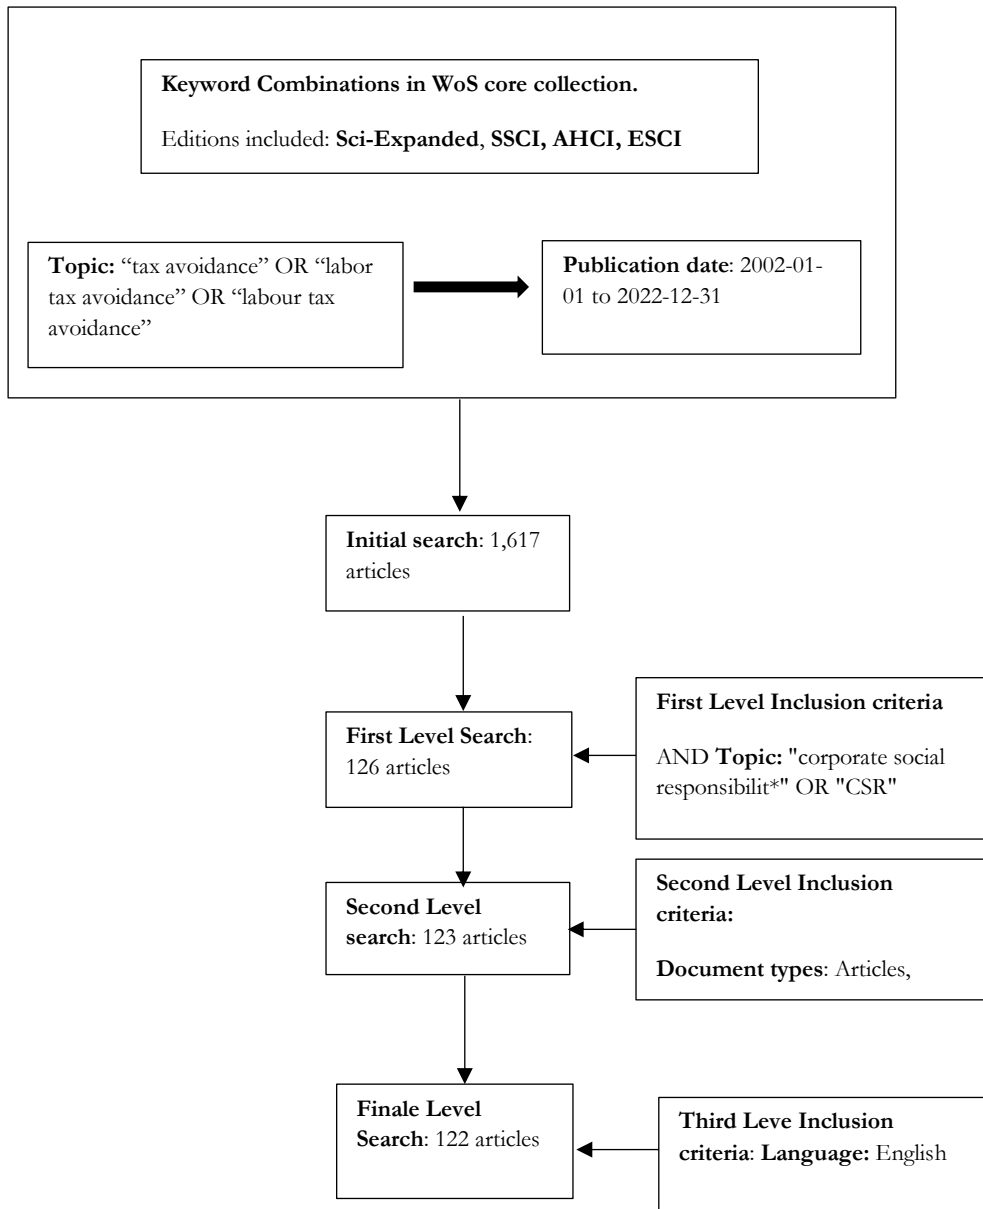 Keyword Combinations in WoS core collection.
Editions included: Sci-Expanded, SSCI, AHCI, ESCI
Topic: “tax avoidance” OR “labor
tax avoidance” OR “labour tax
avoidance”
Publication date: 2002-01-
01 to 2022-12-31
Initial search: 1,617
articles
First Level Inclusion criteria
AND Topic: "corporate social
responsibilit*" OR "CSR"
First Level Search:
126 articles
Second Level Inclusion
criteria:
Document types: Articles,
Second Level
search: 123 articles
Third Leve Inclusion
criteria: Language: English
Finale Level
Search: 122 articles